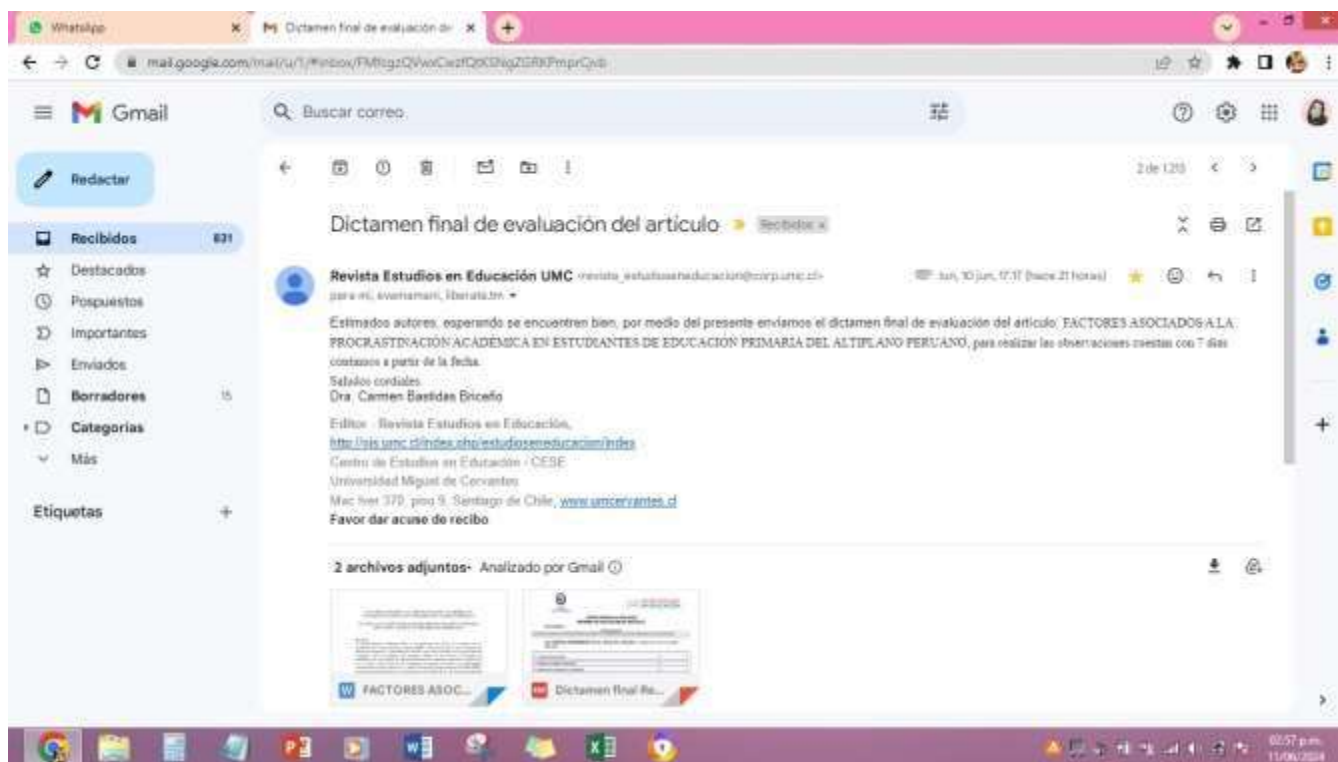 WhatsApp
Dictamen final de evaluación de
mail.google.com/mail/u/1/#inbox/
Gmail
Buscar correo
Redactar
2 de 1,213
Dictamen final de evaluación del artículo
Recibidos x
Recibidos 831
Destacados
Pospuestos
Importantes
Enviados
Borradores 15
Categorías
Más
Etiquetas
Revista Estudios en Educación UMC
lun, 10 jun, 17:17 (hace 21 horas)
para mí,
Estimados autores, esperando se encuentren bien, por medio del presente enviamos el dictamen final de evaluación del artículo: FACTORES ASOCIADOS A LA
PROCRASTINACIÓN ACADÉMICA EN ESTUDIANTES DE EDUCACIÓN PRIMARIA DEL ALTIPLANO PERUANO, para realizar las observaciones cuentan con 7 días
continuos a partir de la fecha.
Saludos cordiales
Dra. Carmen Bastidas Briceño
Editor - Revista Estudios en Educación,
http://ojs.umc.cl/index.php/estudioseneducacion/index
Centro de Estudios en Educación - CESE
Universidad Miguel de Cervantes
Mac Iver 370, piso 9, Santiago de Chile, www.umcervantes.cl
Favor dar acuse de recibo
2 archivos adjuntos• Analizado por Gmail
FACTORES ASOC...
Dictamen final Re...
02:57 p.m.
11/06/2024